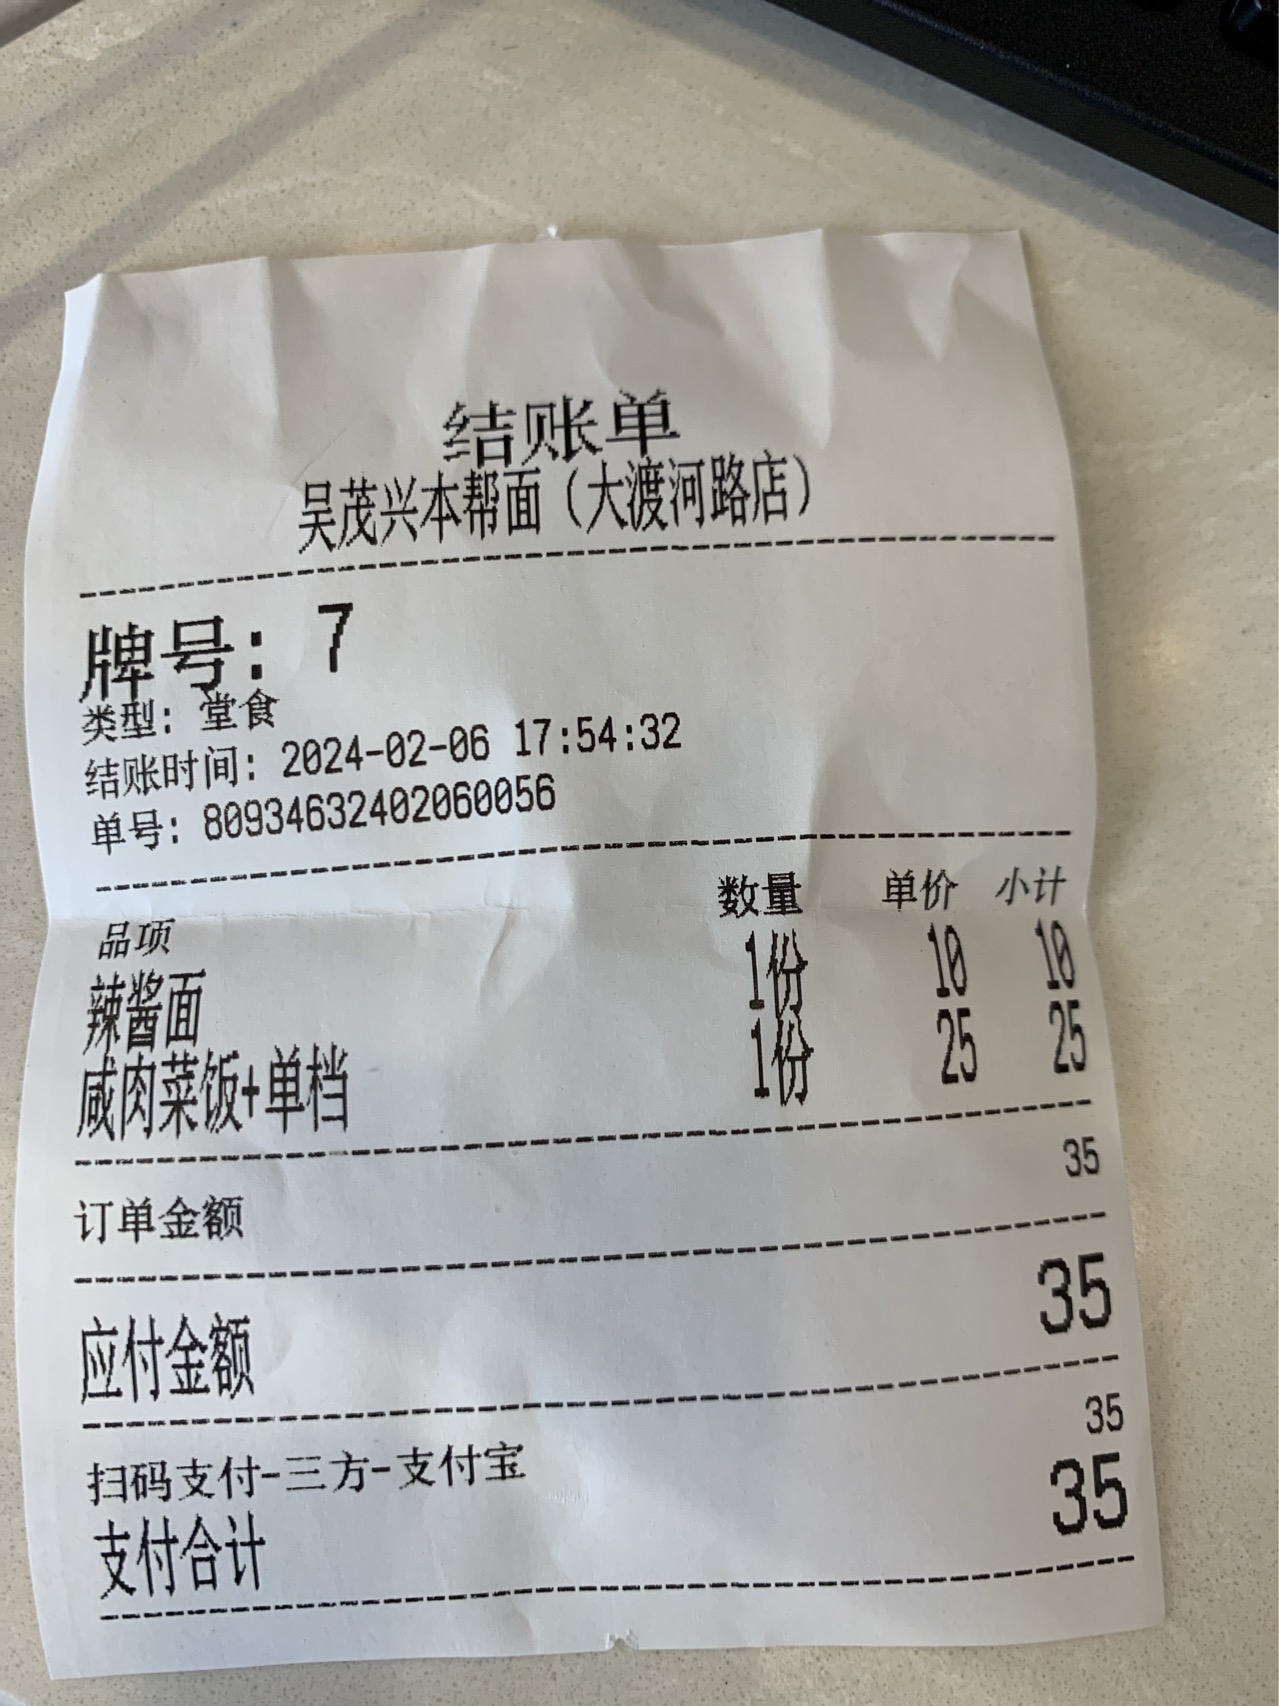 结账单
吴茂兴本帮面（大渡河路店）
牌号: 7
类型: 堂食
结账时间: 2024-02-06 17:54:32
单号: 80934632402060056
品项 数量 单价 小计
辣酱面 1份 10 10
咸肉菜饭+单档 1份 25 25
订单金额 35
应付金额 35
扫码支付-三方-支付宝 35
支付合计 35